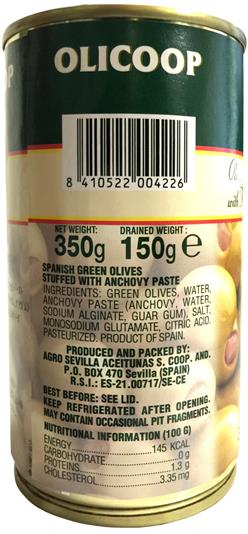 OLICOOP
8 410522 004226
NET WEIGHT: DRAINED WEIGHT:
350g 150g e
SPANISH GREEN OLIVES
STUFFED WITH ANCHOVY PASTE
INGREDIENTS: GREEN OLIVES, WATER,
ANCHOVY PASTE (ANCHOVY, WATER,
SODIUM ALGINATE, GUAR GUM), SALT,
MONOSODIUM GLUTAMATE, CITRIC ACID.
PASTEURIZED. PRODUCT OF SPAIN.
PRODUCED AND PACKED BY:
AGRO SEVILLA ACEITUNAS S. COOP. AND.
P.O. BOX 470 Sevilla (SPAIN)
R.S.I.: ES-21.00717/SE-CE
BEST BEFORE: SEE LID.
KEEP REFRIGERATED AFTER OPENING.
MAY CONTAIN OCCASIONAL PIT FRAGMENTS.
NUTRITIONAL INFORMATION (100 G)
ENERGY 145 KCAL
CARBOHYDRATE 0 g
PROTEINS 1.3 g
CHOLESTEROL 3.35 mg